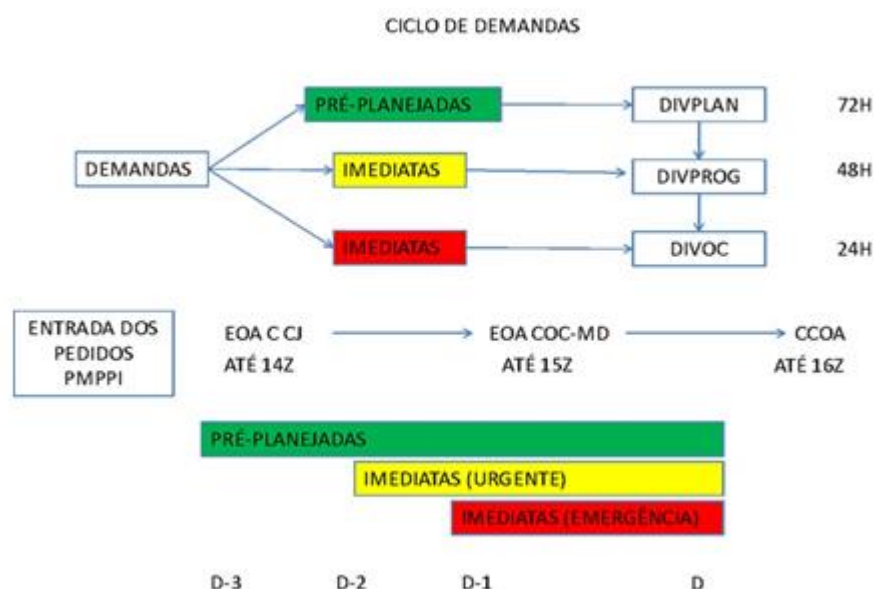 CICLO DE DEMANDAS
PRÉ-PLANEJADAS DIVPLAN 72H
DEMANDAS IMEDIATAS DIVPROG 48H
IMEDIATAS DIVOC 24H
ENTRADA DOS
PEDIDOS
PMPPI
EOA C CJ EOA COC-MD CCOA
ATÉ 14Z ATÉ 15Z ATÉ 16Z
PRÉ-PLANEJADAS
IMEDIATAS (URGENTE)
IMEDIATAS (EMERGÊNCIA)
D-3 D-2 D-1 D